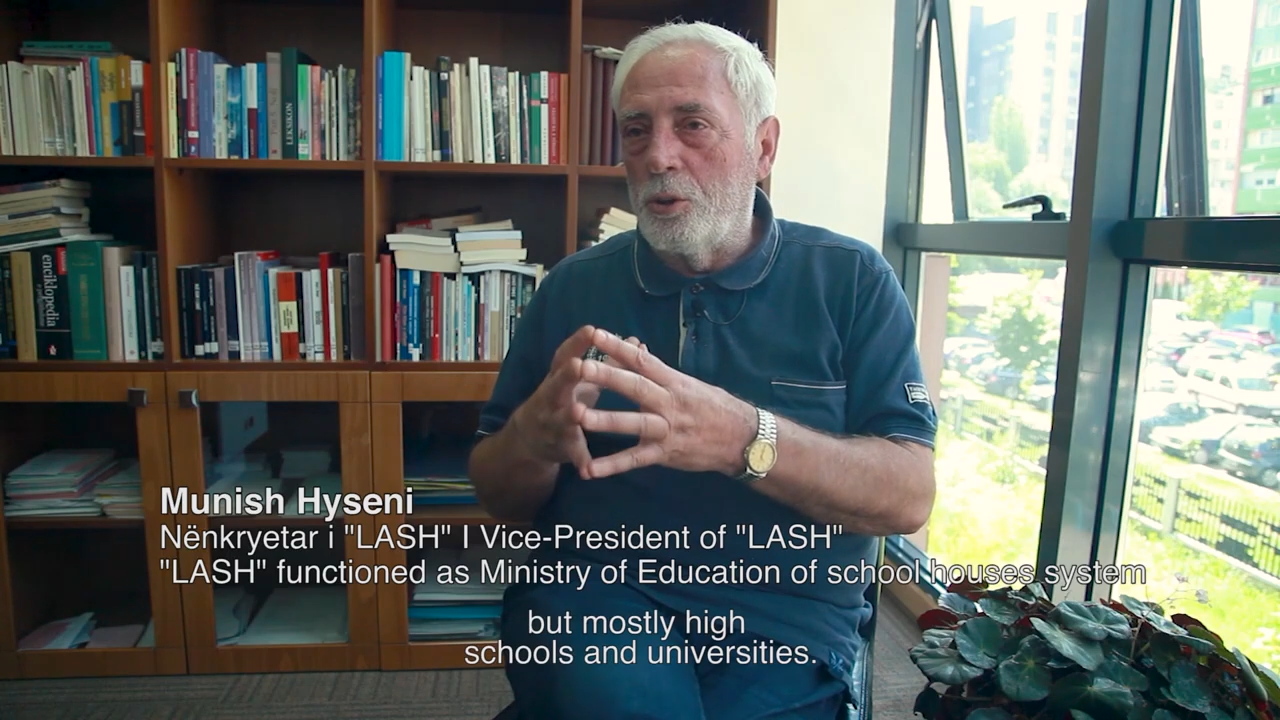 LEKSIKON
enciklopedia
Munish Hyseni
Nënkryetar i "LASH" I Vice-President of "LASH"
"LASH" functioned as Ministry of Education of school houses system
but mostly high
schools and universities.